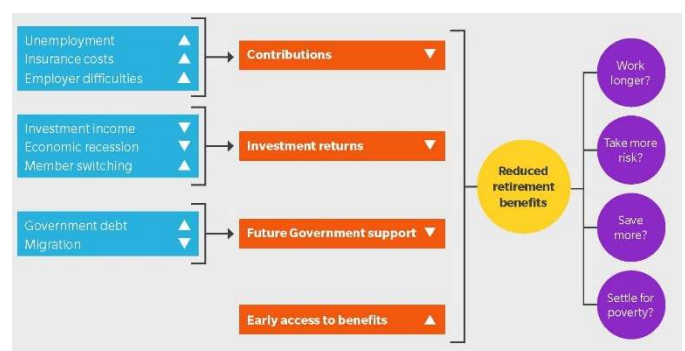 Unemployment ▲
Insurance costs ▲
Employer difficulties ▲
Contributions ▼
Investment income ▼
Economic recession ▼
Member switching ▲
Investment returns ▼
Government debt ▲
Migration ▼
Future Government support ▼
Early access to benefits ▲
Reduced
retirement
benefits
Work
longer?
Take more
risk?
Save
more?
Settle for
poverty?